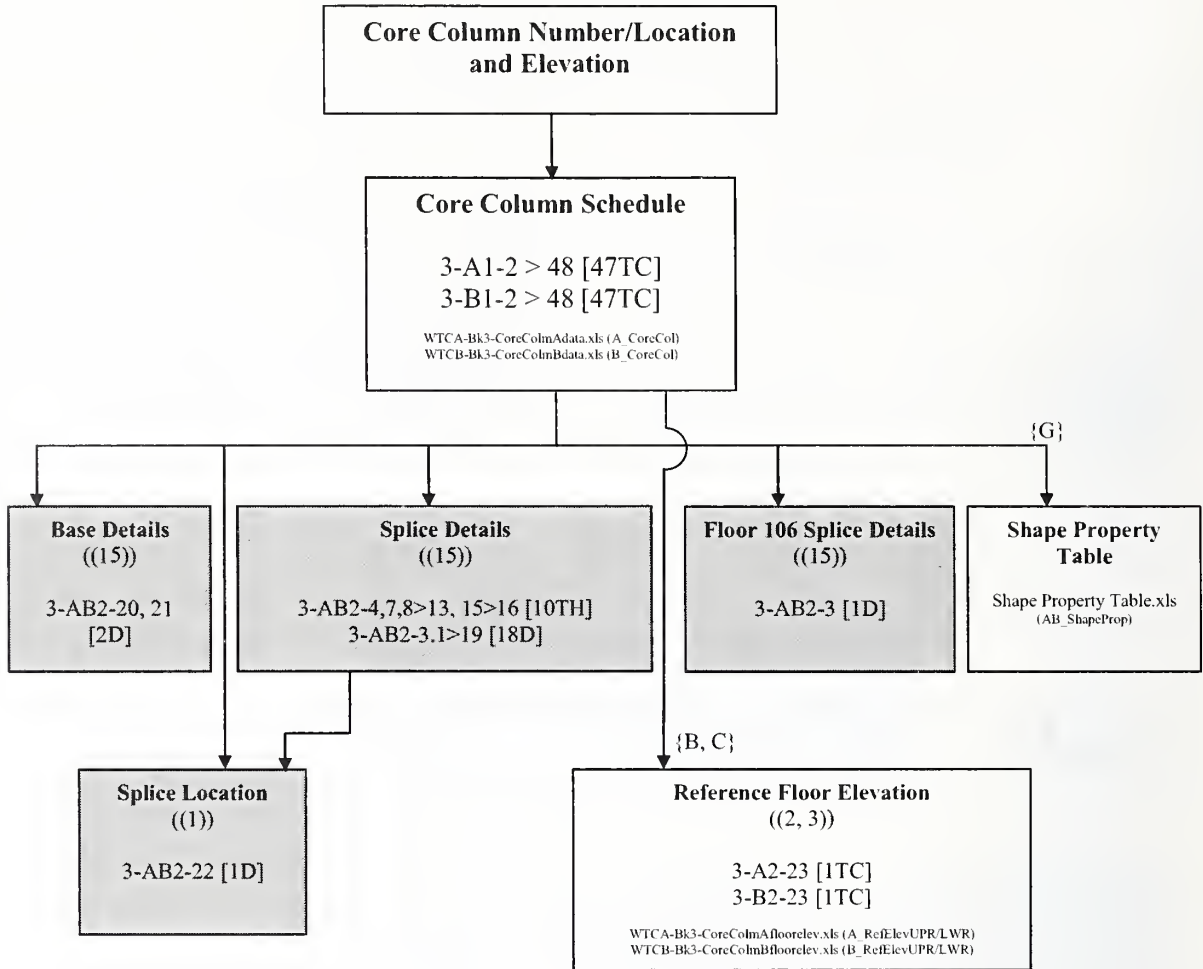 Core Column Number/Location
and Elevation
Core Column Schedule
3-A1-2 > 48 [47TC]
3-B1-2 > 48 [47TC]
WTCA-Bk3-CoreColmAdata.xls (A_CoreCol)
WTCB-Bk3-CoreColmBdata.xls (B_CoreCol)
{G}
Base Details
((15))
3-AB2-20, 21
[2D]
Splice Details
((15))
3-AB2-4,7,8>13, 15>16 [10TH]
3-AB2-3.1>19 [18D]
Floor 106 Splice Details
((15))
3-AB2-3 [1D]
Shape Property
Table
Shape Property Table.xls
(AB_ShapeProp)
{B, C}
Splice Location
((1))
3-AB2-22 [1D]
Reference Floor Elevation
((2, 3))
3-A2-23 [1TC]
3-B2-23 [1TC]
WTCA-Bk3-CoreColmAfloorelev.xls (A_RefElevUPR/LWR)
WTCB-Bk3-CoreColmBfloorelev.xls (B_RefElevUPR/LWR)